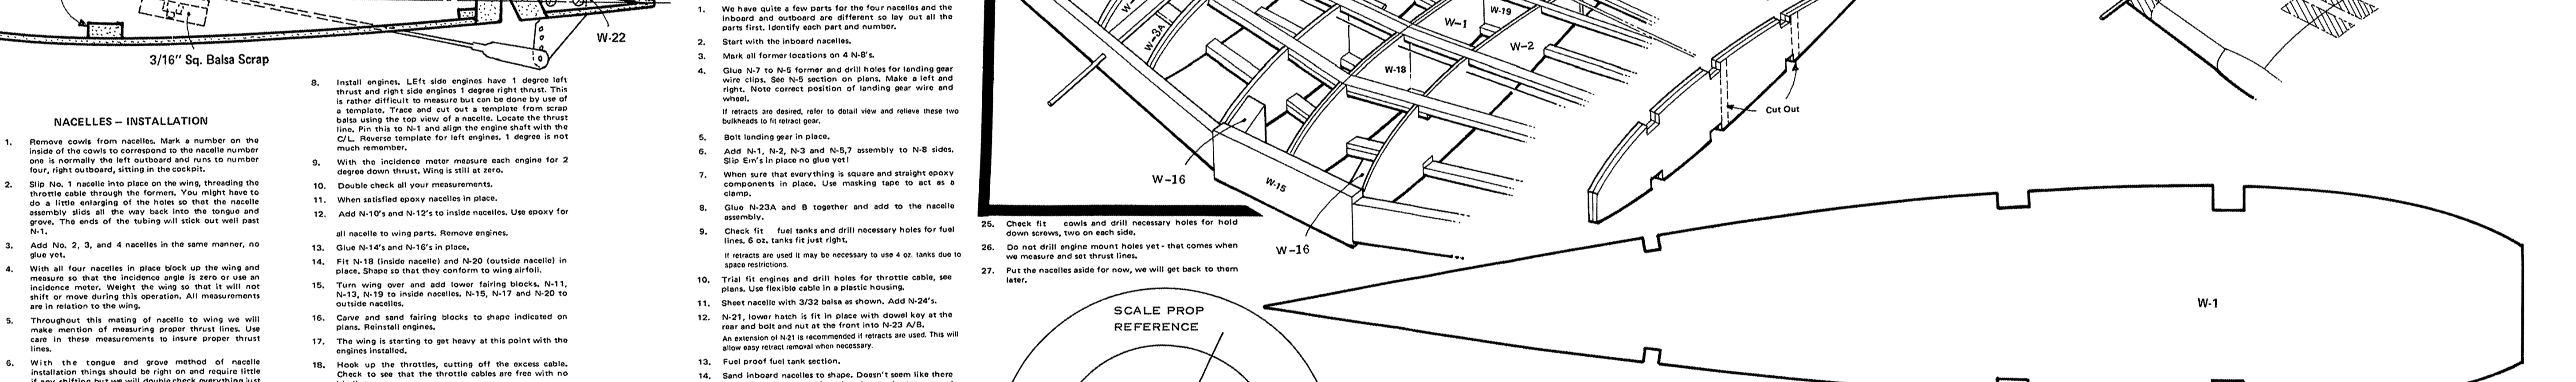 3/16" Sq. Balsa Scrap
W-22
NACELLES — INSTALLATION
1. Remove cowls from nacelles. Mark a number on the
inside of the cowls to correspond to the nacelle number
one is normally the left outboard and runs to number
four, right outboard, sitting in the cockpit.
2. Slip No. 1 nacelle into place on the wing, threading the
throttle cable through the formers. You might have to
do a little enlarging of the holes so that the nacelle
assembly slids all the way back into the tongue and
grove. The ends of the tubing will stick out well past
N-1.
3. Add No. 2, 3, and 4 nacelles in the same manner, no
glue yet.
4. With all four nacelles in place block up the wing and
measure so that the incidence angle is zero or use an
incidence meter. Weight the wing so that it will not
shift or move during this operation. All measurements
are in relation to the wing.
5. Throughout this mating of nacelle to wing we will
make mention of measuring proper thrust lines. Use
care in these measurements to insure proper thrust
lines.
6. With the tongue and grove method of nacelle
installation things should be right on and require little
if any shifting but we will double check everything just
8. Install engines. LEft side engines have 1 degree left
thrust and right side engines 1 degree right thrust. This
is rather difficult to measure but can be done by use of
a template. Trace and cut out a template from scrap
balsa using the top view of a nacelle. Locate the thrust
line. Pin this to N-1 and align the engine shaft with the
C/L. Reverse template for left engines. 1 degree is not
much remember.
9. With the incidence meter measure each engine for 2
degree down thrust. Wing is still at zero.
10. Double check all your measurements.
11. When satisfied epoxy nacelles in place.
12. Add N-10's and N-12's to inside nacelles. Use epoxy for
all nacelle to wing parts. Remove engines.
13. Glue N-14's and N-16's in place.
14. Fit N-18 (inside nacelle) and N-20 (outside nacelle) in
place. Shape so that they conform to wing airfoil.
15. Turn wing over and add lower fairing blocks. N-11,
N-13, N-19 to inside nacelles. N-15, N-17 and N-20 to
outside nacelles.
16. Carve and sand fairing blocks to shape indicated on
plans. Reinstall engines.
17. The wing is starting to get heavy at this point with the
engines installed.
18. Hook up the throttles, cutting off the excess cable.
Check to see that the throttle cables are free with no
1. We have quite a few parts for the four nacelles and the
inboard and outboard are different so lay out all the
parts first. Identify each part and number.
2. Start with the inboard nacelles.
3. Mark all former locations on 4 N-8's.
4. Glue N-7 to N-5 former and drill holes for landing gear
wire clips. See N-5 section on plans. Make a left and
right. Note correct position of landing gear wire and
wheel.
If retracts are desired, refer to detail view and relieve these two
bulkheads to fit retract gear.
5. Bolt landing gear in place.
6. Add N-1, N-2, N-3 and N-5,7 assembly to N-8 sides.
Slip Em's in place no glue yet!
7. When sure that everything is square and straight epoxy
components in place. Use masking tape to act as a
clamp.
8. Glue N-23A and B together and add to the nacelle
assembly.
9. Check fit fuel tanks and drill necessary holes for fuel
lines. 6 oz. tanks fit just right.
If retracts are used it may be necessary to use 4 oz. tanks due to
space restrictions.
10. Trial fit engines and drill holes for throttle cable, see
plans. Use flexible cable in a plastic housing.
11. Sheet nacelle with 3/32 balsa as shown. Add N-24's.
12. N-21, lower hatch is fit in place with dowel key at the
rear and bolt and nut at the front into N-23 A/B.
An extension of N-21 is recommended if retracts are used. This will
allow easy retract removal when necessary.
13. Fuel proof fuel tank section.
14. Sand inboard nacelles to shape. Doesn't seem like there
W-3A
W-1
W-19
W-2
W-18
Cut Out
W-16
W-15
W-16
25. Check fit cowls and drill necessary holes for hold
down screws, two on each side.
26. Do not drill engine mount holes yet - that comes when
we measure and set thrust lines.
27. Put the nacelles aside for now, we will get back to them
later.
SCALE PROP
REFERENCE
W-1